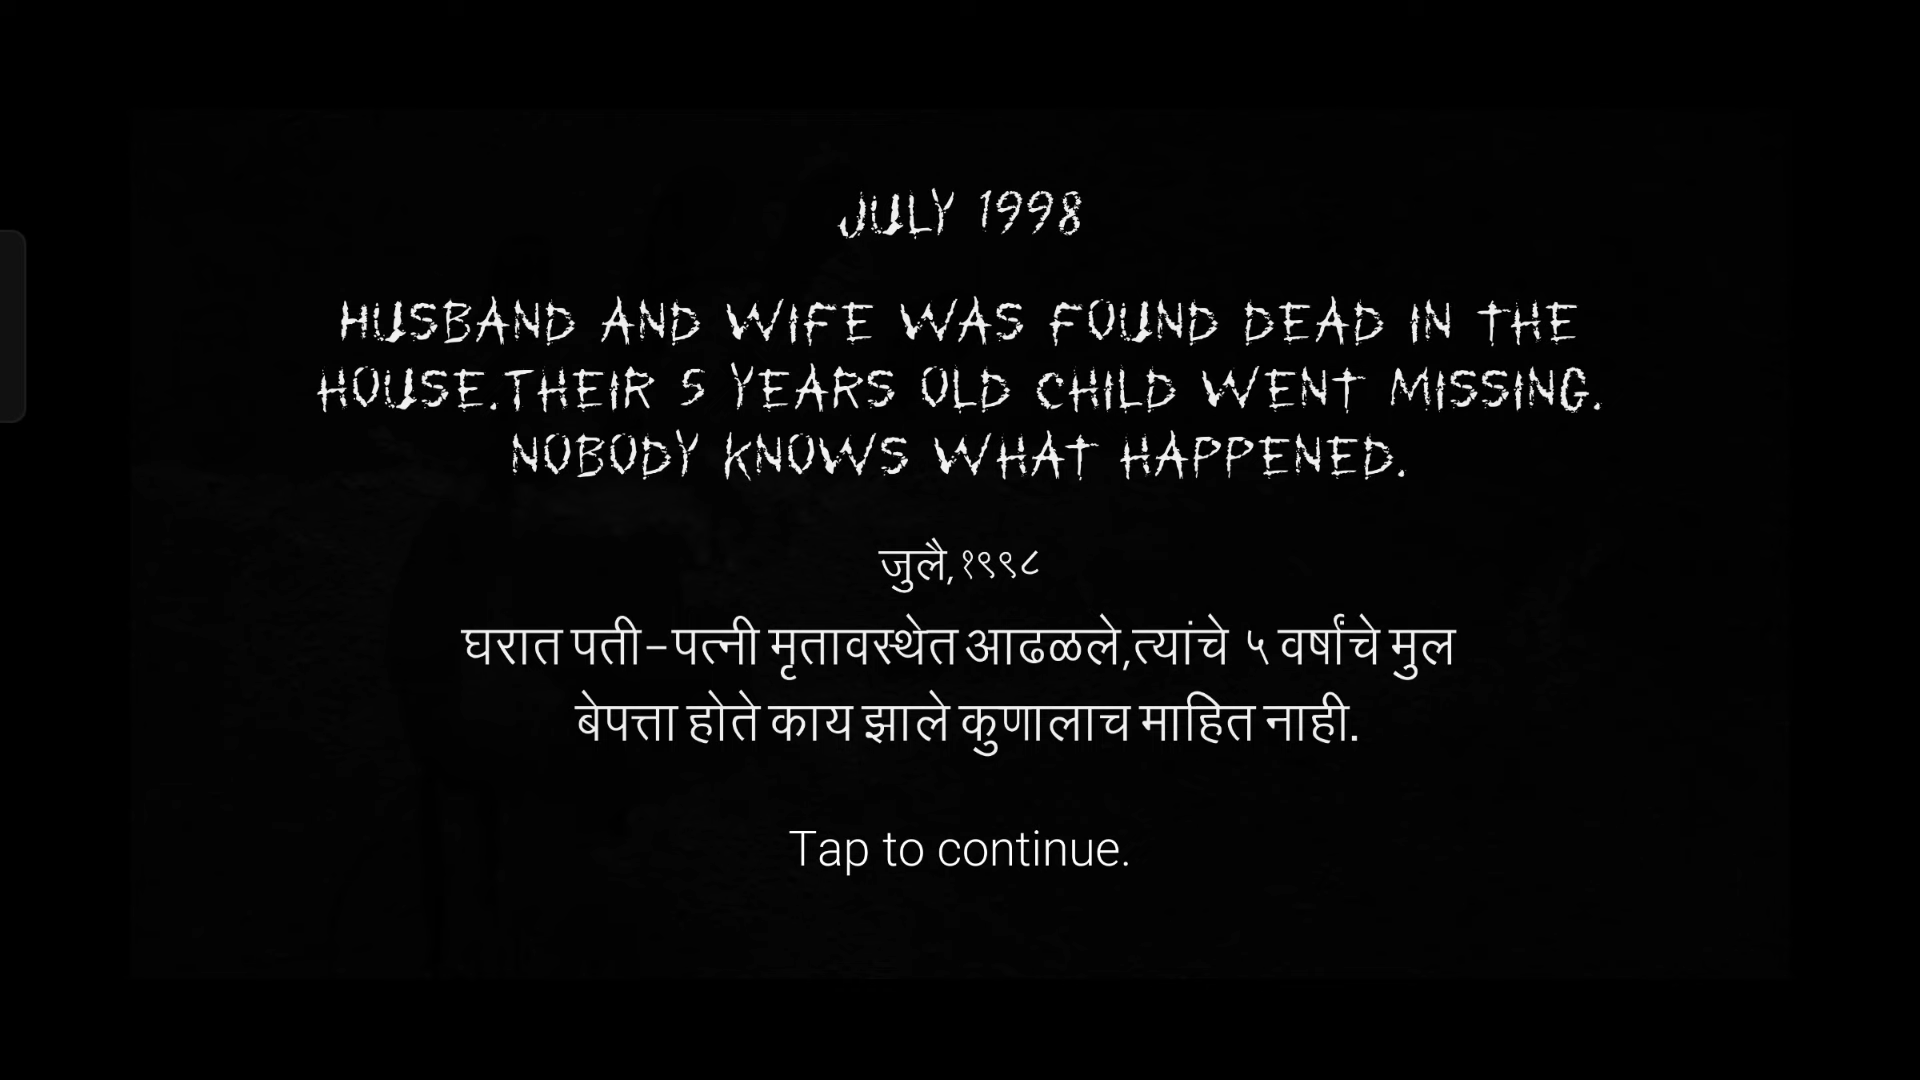 JULY 1998
HUSBAND AND WIFE WAS FOUND DEAD IN THE
HOUSE.THEIR 5 YEARS OLD CHILD WENT MISSING.
NOBODY KNOWS WHAT HAPPENED.
जुलै,१९९८
घरात पती-पत्नी मृतावस्थेत आढळले,त्यांचे ५ वर्षांचे मुल
बेपत्ता होते काय झाले कुणालाच माहित नाही.
Tap to continue.